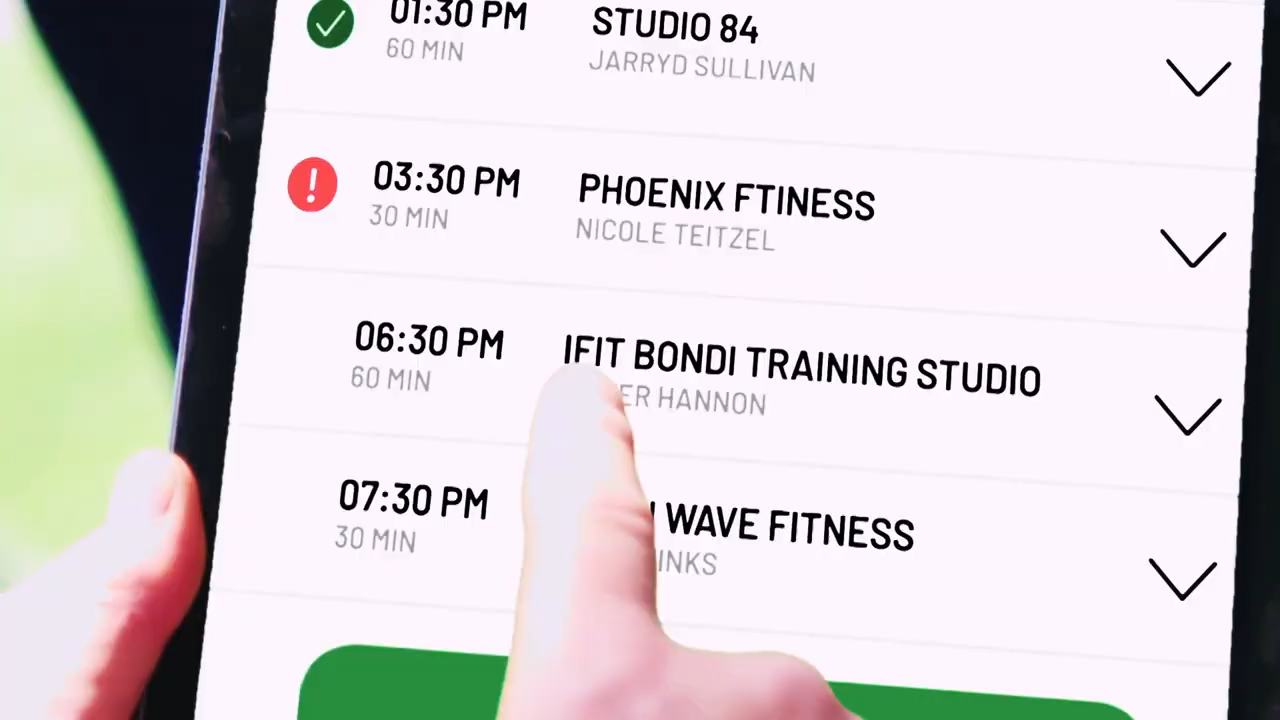 01:30 PM STUDIO 84
60 MIN JARRYD SULLIVAN
03:30 PM PHOENIX FTINESS
30 MIN NICOLE TEITZEL
06:30 PM IFIT BONDI TRAINING STUDIO
60 MIN HANNON
07:30 PM WAVE FITNESS
30 MIN